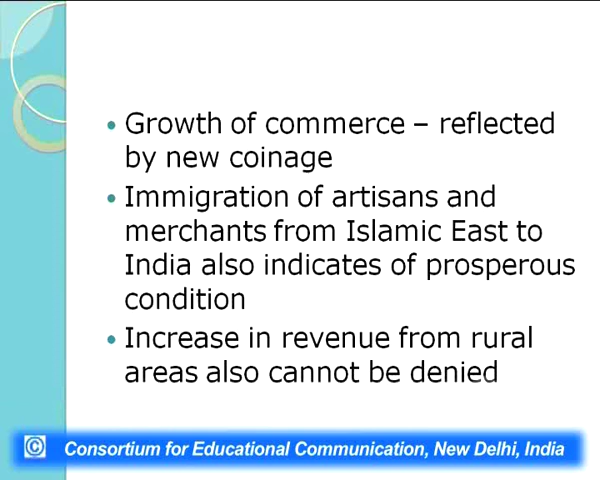 • Growth of commerce – reflected
by new coinage
• Immigration of artisans and
merchants from Islamic East to
India also indicates of prosperous
condition
• Increase in revenue from rural
areas also cannot be denied
© Consortium for Educational Communication, New Delhi, India